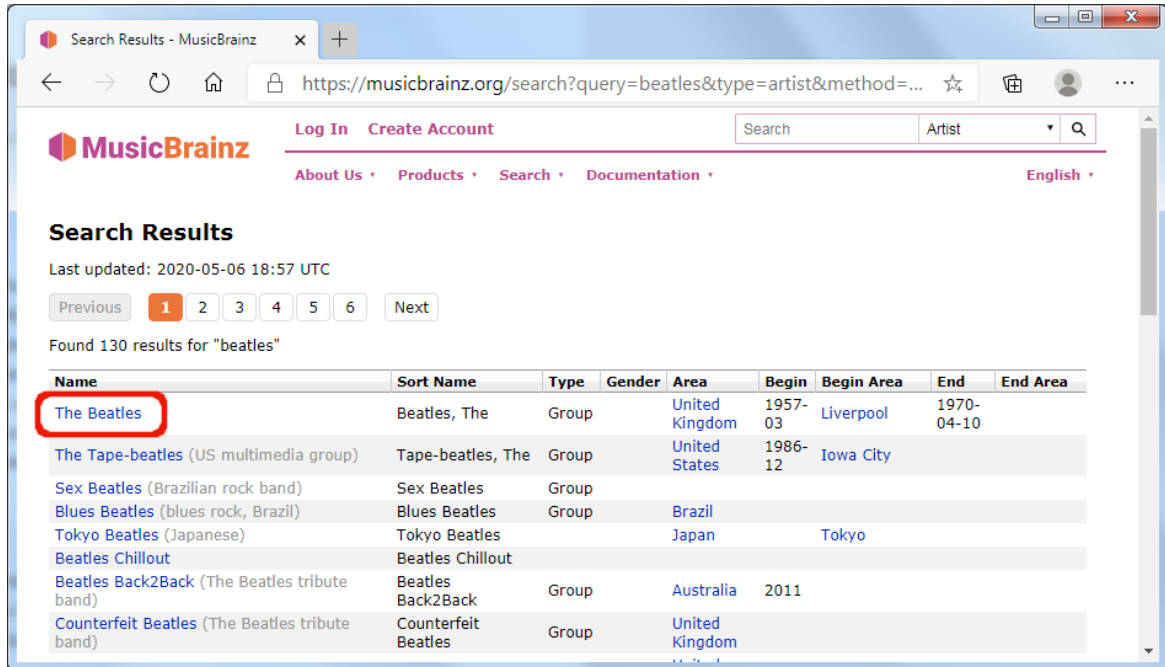 Search Results - MusicBrainz
https://musicbrainz.org/search?query=beatles&type=artist&method=...
MusicBrainz
Log In Create Account Search Artist
About Us Products Search Documentation English
Search Results
Last updated: 2020-05-06 18:57 UTC
Previous 1 2 3 4 5 6 Next
Found 130 results for "beatles"
Name Sort Name Type Gender Area Begin Begin Area End End Area
The Beatles Beatles, The Group United Kingdom 1957-03 Liverpool 1970-04-10
The Tape-beatles (US multimedia group) Tape-beatles, The Group United States 1986-12 Iowa City
Sex Beatles (Brazilian rock band) Sex Beatles Group
Blues Beatles (blues rock, Brazil) Blues Beatles Group Brazil
Tokyo Beatles (Japanese) Tokyo Beatles Japan Tokyo
Beatles Chillout Beatles Chillout
Beatles Back2Back (The Beatles tribute band) Beatles Back2Back Group Australia 2011
Counterfeit Beatles (The Beatles tribute band) Counterfeit Beatles Group United Kingdom